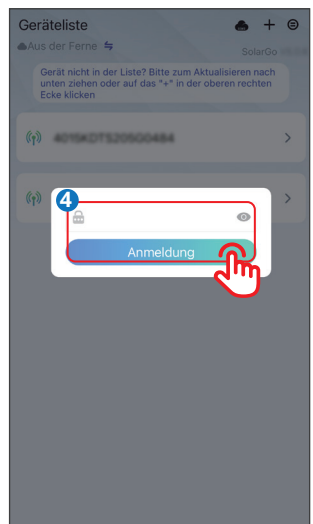 Geräteliste
Aus der Ferne
SolarGo
Gerät nicht in der Liste? Bitte zum Aktualisieren nach
unten ziehen oder auf das "+" in der oberen rechten
Ecke klicken
4
Anmeldung